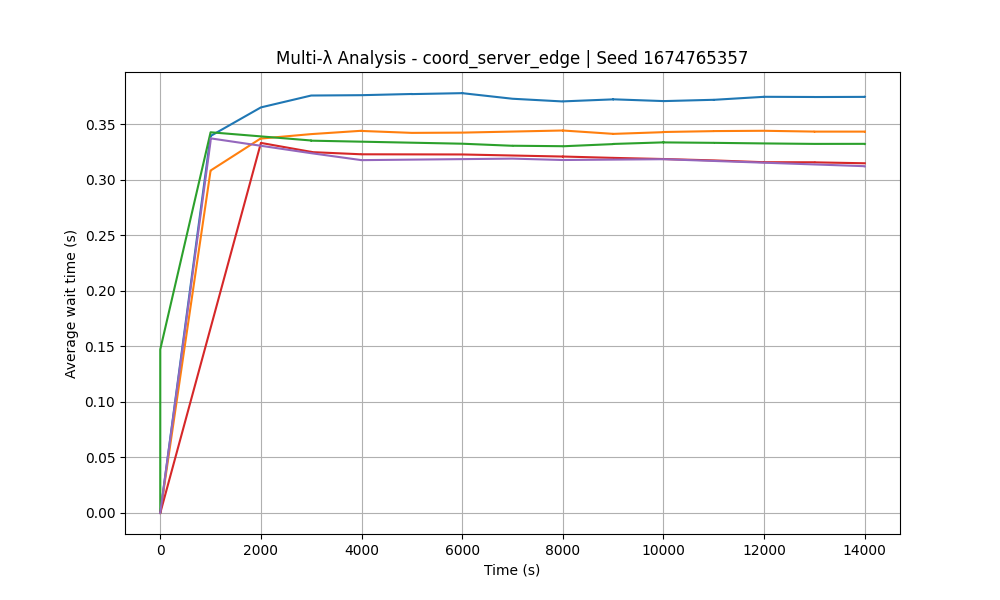 Multi-λ Analysis - coord_server_edge | Seed 1674765357
Average wait time (s)
0.35
0.30
0.25
0.20
0.15
0.10
0.05
0.00
0 2000 4000 6000 8000 10000 12000 14000
Time (s)